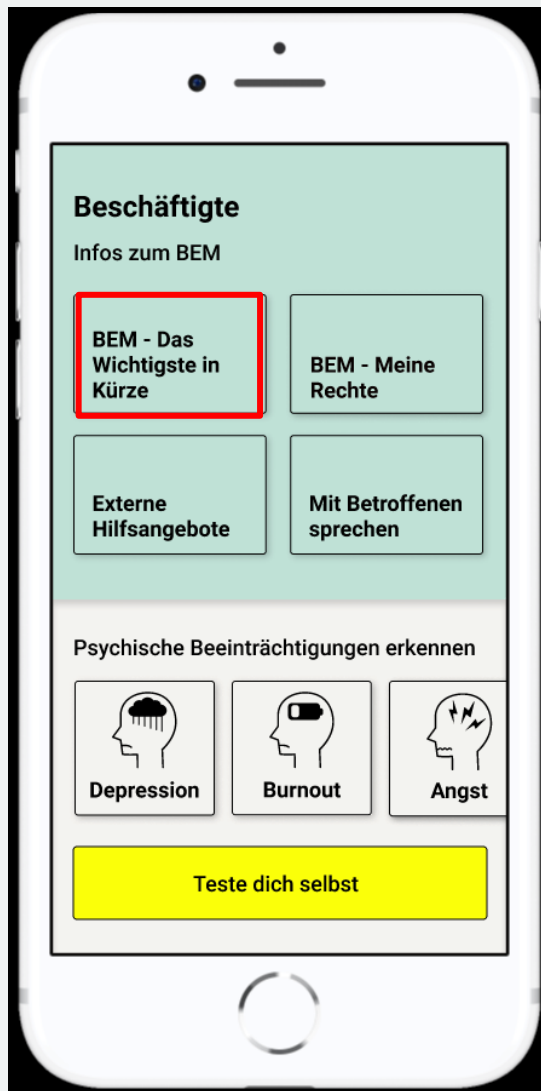 Beschäftigte
Infos zum BEM
BEM - Das
Wichtigste in
Kürze
BEM - Meine
Rechte
Externe
Hilfsangebote
Mit Betroffenen
sprechen
Psychische Beeinträchtigungen erkennen
Depression
Burnout
Angst
Teste dich selbst